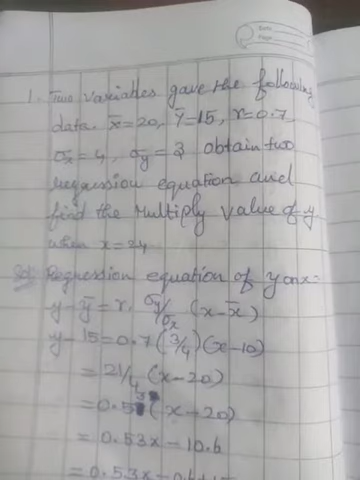 1. Two variables gave the following
data. x̄=20, ȳ=15, r=0.7,
σx=4, σy=3 obtain two
regression equation and
find the multiply value of y
when x=24
Sol: Regression equation of y on x:-
y-ȳ=r. σy/σx (x-x̄)
y-15=0.7(3/4)(x-10)
=21/4(x-20)
=0.53(x-20)
=0.53x-10.6
=0.53x-